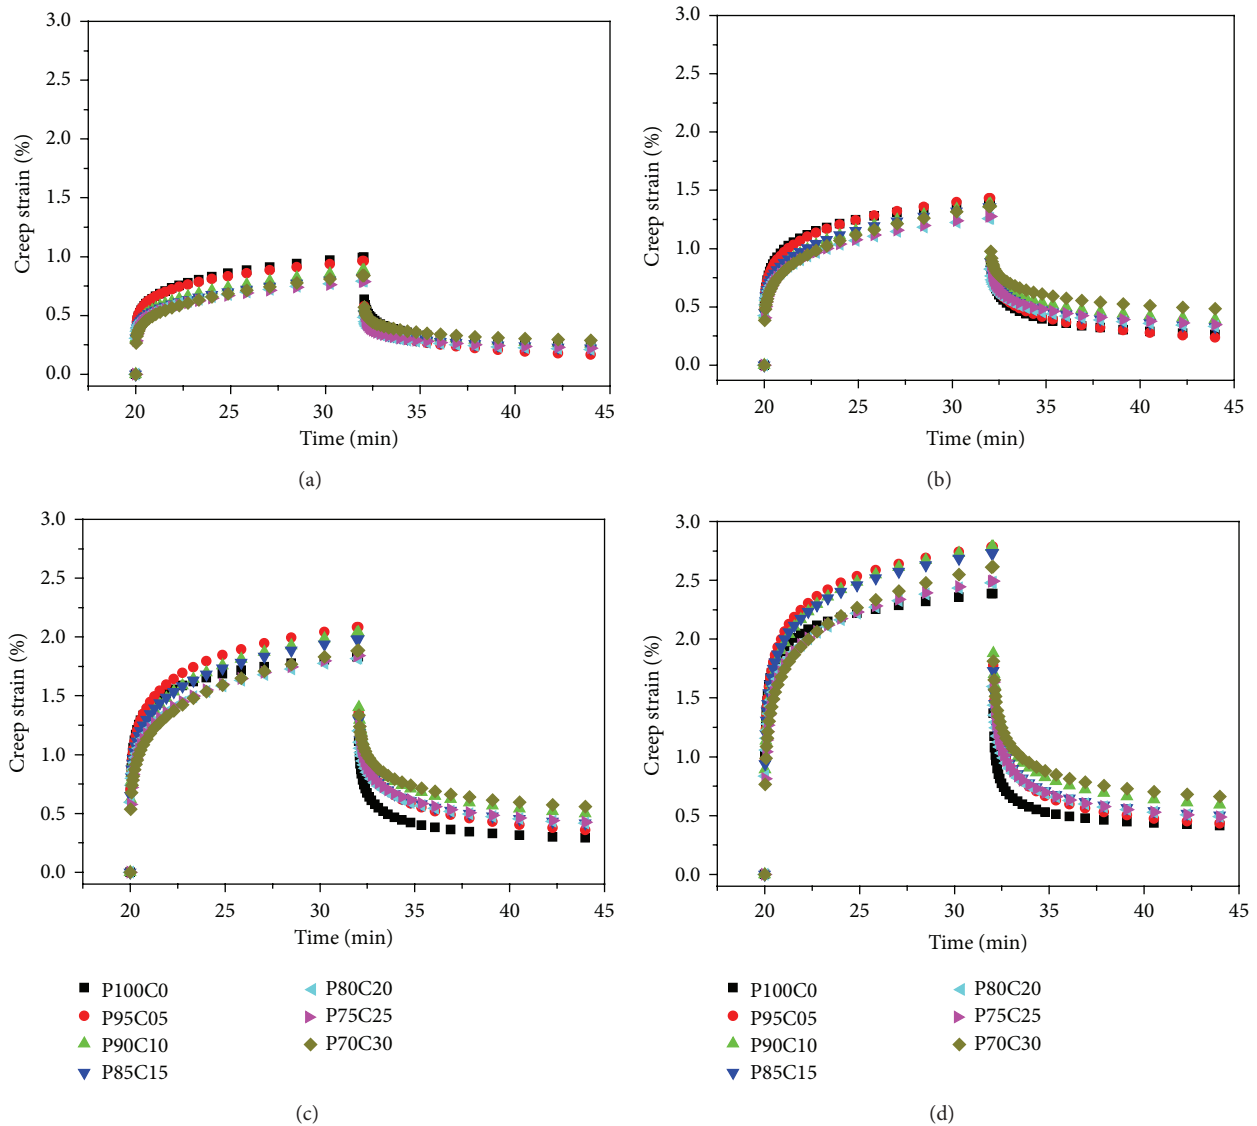 3.0
2.5
2.0
1.5
1.0
0.5
0.0
Creep strain (%)
20 25 30 35 40 45
Time (min)
(a)
3.0
2.5
2.0
1.5
1.0
0.5
0.0
Creep strain (%)
20 25 30 35 40 45
Time (min)
(b)
3.0
2.5
2.0
1.5
1.0
0.5
0.0
Creep strain (%)
20 25 30 35 40 45
Time (min)
P100C0
P95C05
P90C10
P85C15
P80C20
P75C25
P70C30
(c)
3.0
2.5
2.0
1.5
1.0
0.5
0.0
Creep strain (%)
20 25 30 35 40 45
Time (min)
P100C0
P95C05
P90C10
P85C15
P80C20
P75C25
P70C30
(d)